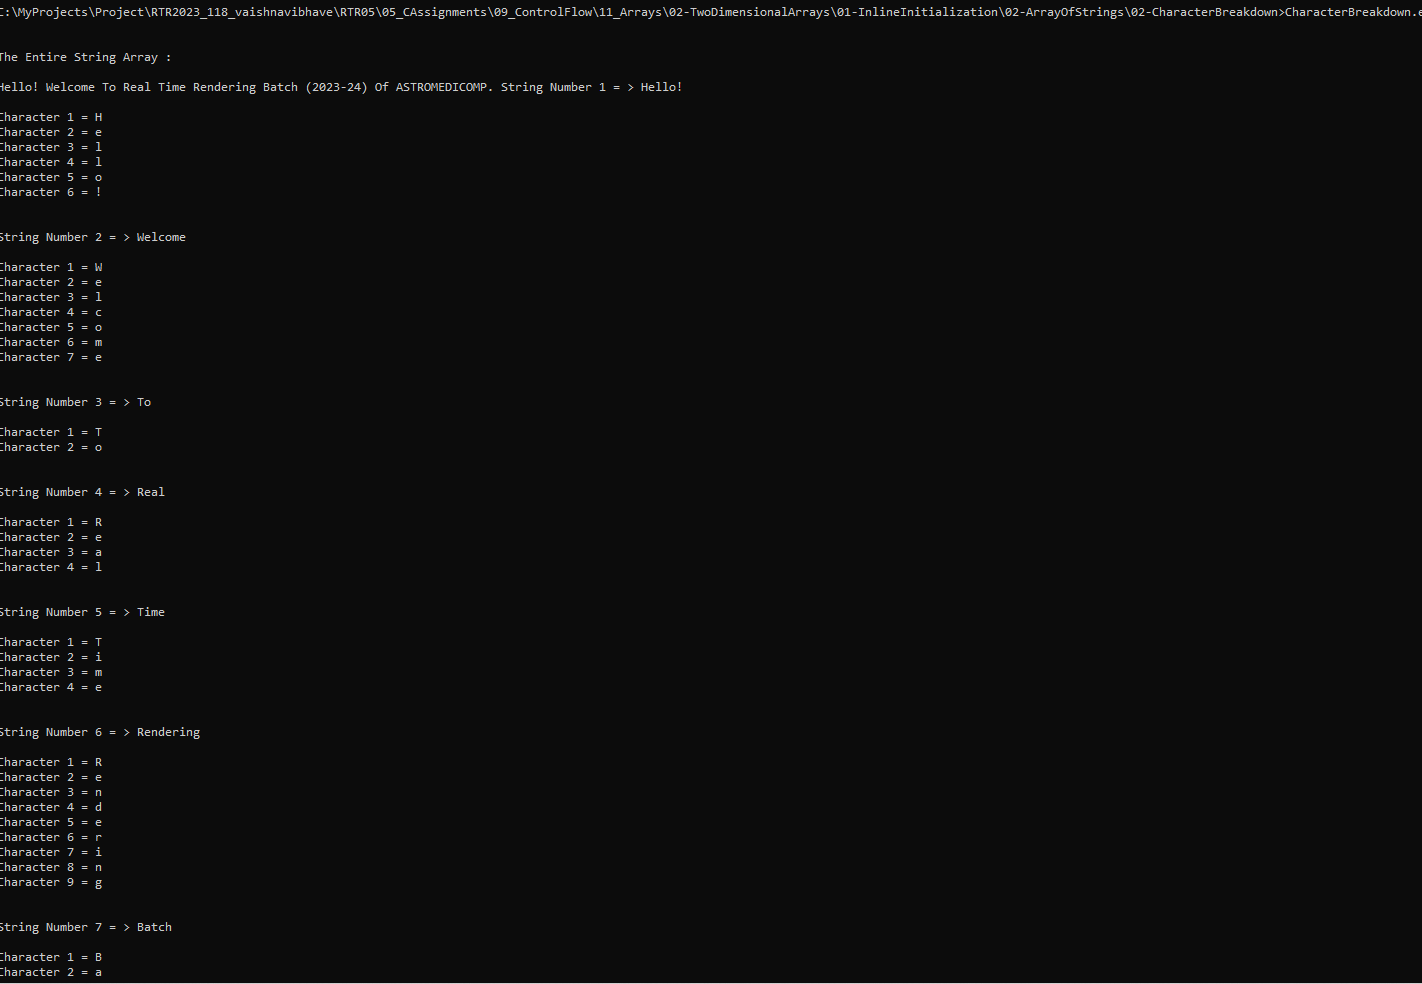 C:\MyProjects\Project\RTR2023_118_vaishnavibhave\RTR05\05_CAssignments\09_ControlFlow\11_Arrays\02-TwoDimensionalArrays\01-InlineInitialization\02-ArrayOfStrings\02-CharacterBreakdown>CharacterBreakdown.e
The Entire String Array :
Hello! Welcome To Real Time Rendering Batch (2023-24) Of ASTROMEDICOMP. String Number 1 = > Hello!
Character 1 = H
Character 2 = e
Character 3 = l
Character 4 = l
Character 5 = o
Character 6 = !
String Number 2 = > Welcome
Character 1 = W
Character 2 = e
Character 3 = l
Character 4 = c
Character 5 = o
Character 6 = m
Character 7 = e
String Number 3 = > To
Character 1 = T
Character 2 = o
String Number 4 = > Real
Character 1 = R
Character 2 = e
Character 3 = a
Character 4 = l
String Number 5 = > Time
Character 1 = T
Character 2 = i
Character 3 = m
Character 4 = e
String Number 6 = > Rendering
Character 1 = R
Character 2 = e
Character 3 = n
Character 4 = d
Character 5 = e
Character 6 = r
Character 7 = i
Character 8 = n
Character 9 = g
String Number 7 = > Batch
Character 1 = B
Character 2 = a